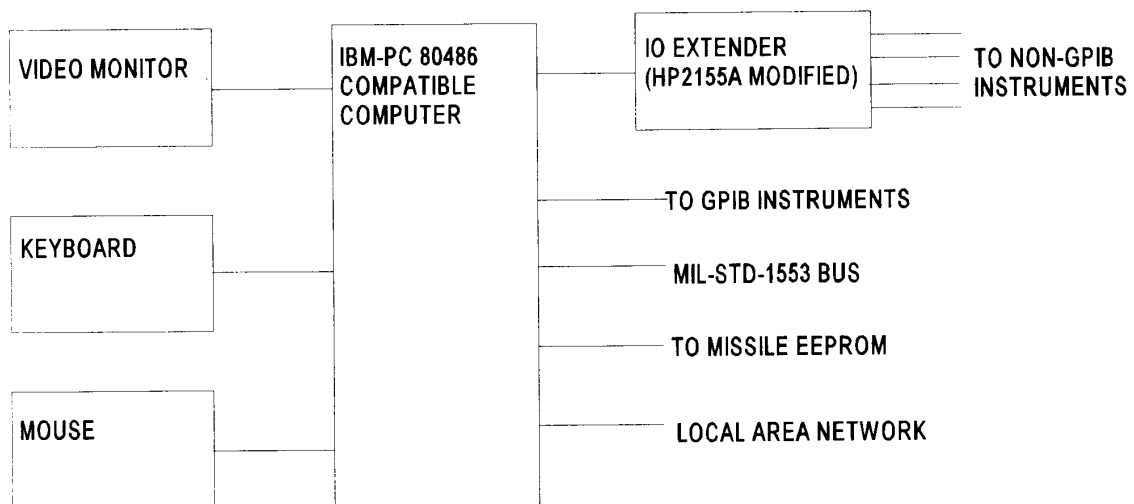 VIDEO MONITOR
IBM-PC 80486
COMPATIBLE
COMPUTER
IO EXTENDER
(HP2155A MODIFIED)
TO NON-GPIB
INSTRUMENTS
TO GPIB INSTRUMENTS
KEYBOARD
MIL-STD-1553 BUS
TO MISSILE EEPROM
MOUSE
LOCAL AREA NETWORK